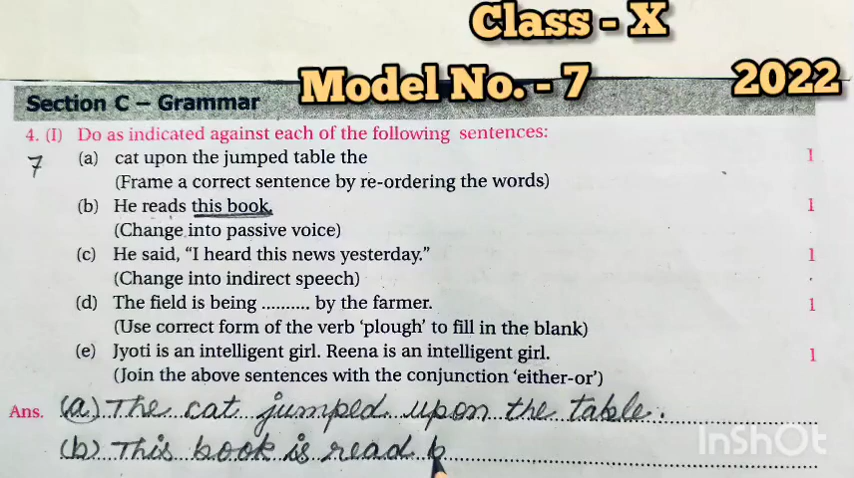 Class - X
Model No. - 7 2022
Section C – Grammar
4. (I) Do as indicated against each of the following sentences:
7 (a) cat upon the jumped table the 1
(Frame a correct sentence by re-ordering the words)
(b) He reads this book. 1
(Change into passive voice)
(c) He said, “I heard this news yesterday.” 1
(Change into indirect speech)
(d) The field is being .......... by the farmer. 1
(Use correct form of the verb ‘plough’ to fill in the blank)
(e) Jyoti is an intelligent girl. Reena is an intelligent girl. 1
(Join the above sentences with the conjunction ‘either-or’)
Ans. (a) The cat jumped upon the table.
(b) This book is read b
InShOt